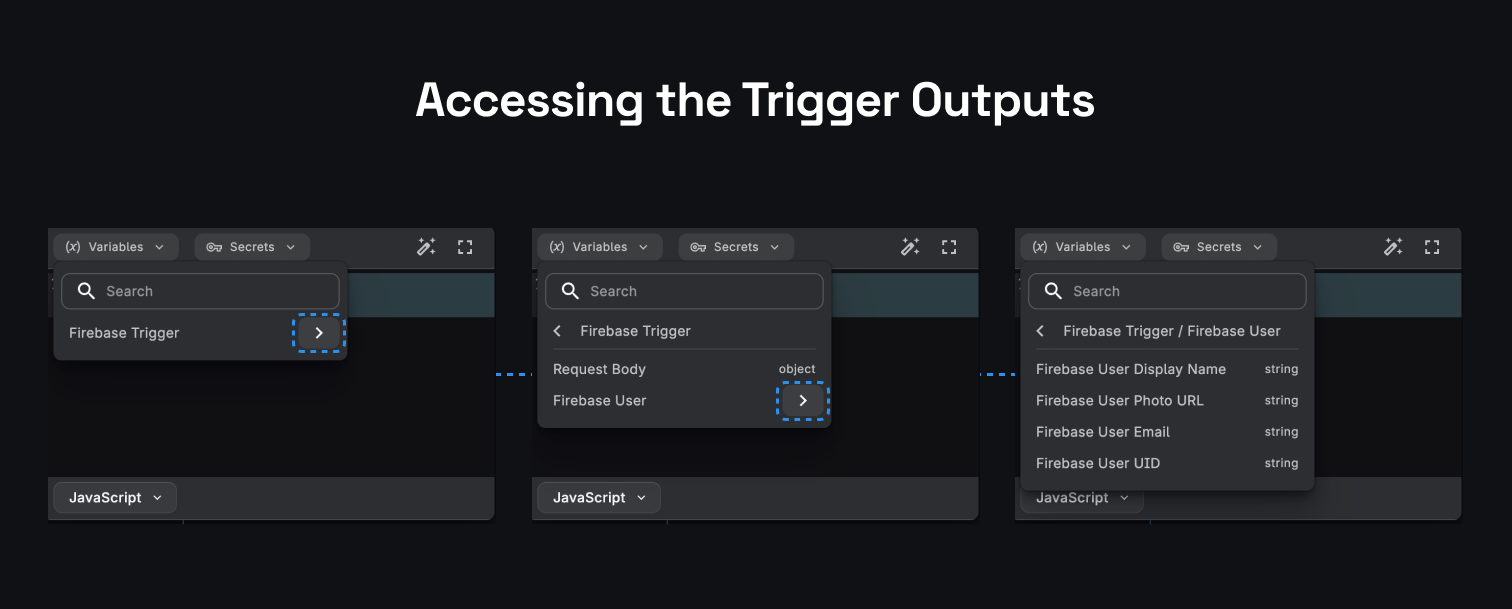 Accessing the Trigger Outputs
(x) Variables
Secrets
Search
Firebase Trigger
JavaScript
(x) Variables
Secrets
Search
Firebase Trigger
Request Body object
Firebase User
JavaScript
(x) Variables
Secrets
Search
Firebase Trigger / Firebase User
Firebase User Display Name string
Firebase User Photo URL string
Firebase User Email string
Firebase User UID string
JavaScript